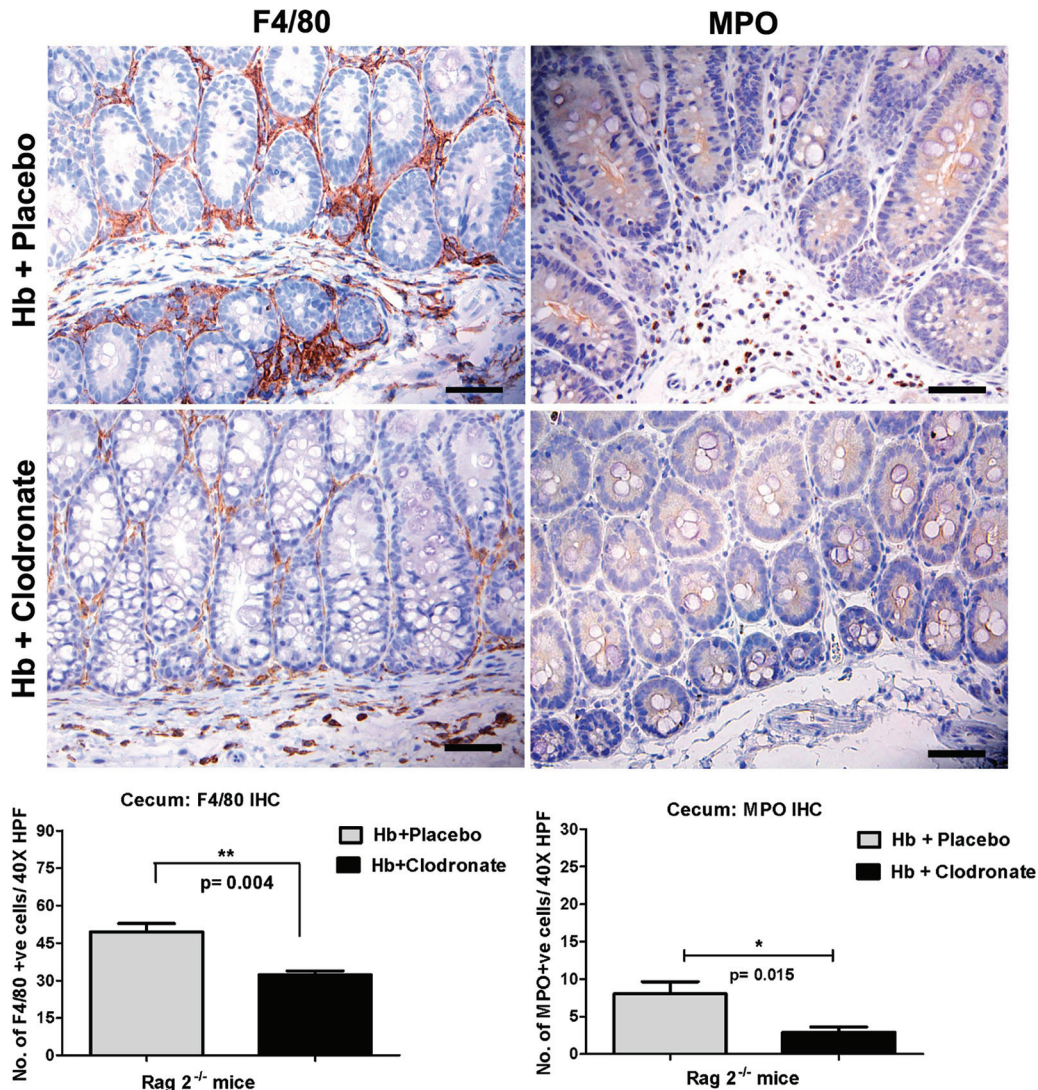 F4/80
MPO
Hb + Placebo
Hb + Clodronate
Cecum: F4/80 IHC
No. of F4/80 +ve cells/ 40X HPF
90
75
60
45
30
15
0
**
p= 0.004
Hb+Placebo
Hb+Clodronate
Rag 2-/- mice
Cecum: MPO IHC
No. of MPO+ve cells/ 40X HPF
30
25
20
15
10
5
0
*
p= 0.015
Hb + Placebo
Hb + Clodronate
Rag 2-/- mice